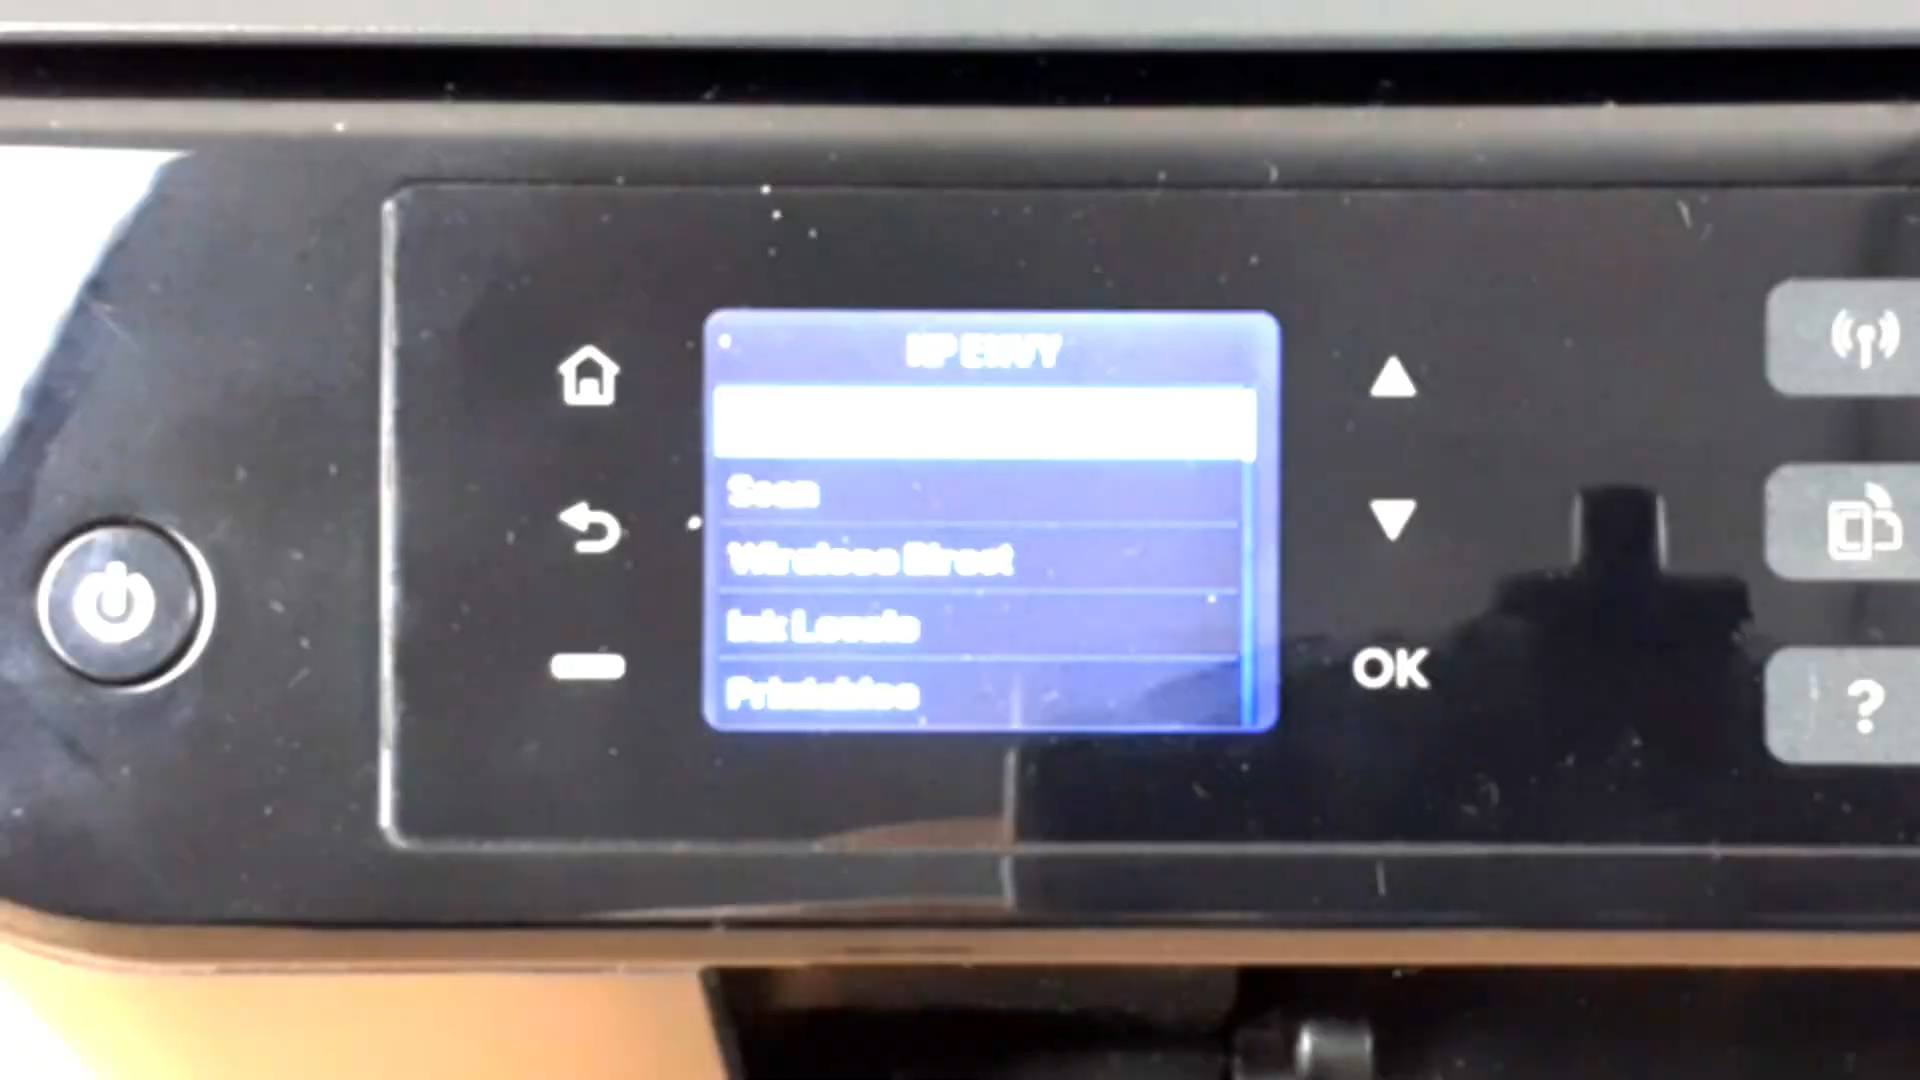 HP ENVY
Scan
Wireless Direct
Ink Levels
Printables
OK
?